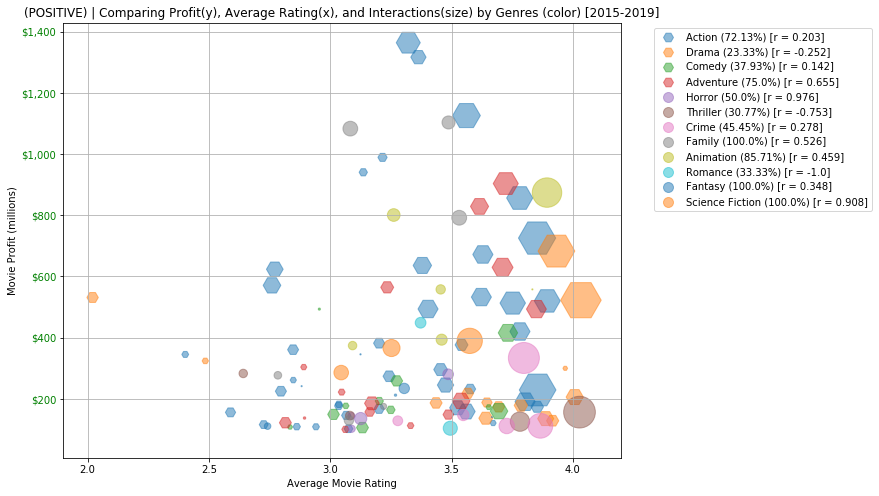 (POSITIVE) | Comparing Profit(y), Average Rating(x), and Interactions(size) by Genres (color) [2015-2019]
$1,400
$1,200
$1,000
$800
$600
$400
$200
Movie Profit (millions)
2.0 2.5 3.0 3.5 4.0
Average Movie Rating
Action (72.13%) [r = 0.203]
Drama (23.33%) [r = -0.252]
Comedy (37.93%) [r = 0.142]
Adventure (75.0%) [r = 0.655]
Horror (50.0%) [r = 0.976]
Thriller (30.77%) [r = -0.753]
Crime (45.45%) [r = 0.278]
Family (100.0%) [r = 0.526]
Animation (85.71%) [r = 0.459]
Romance (33.33%) [r = -1.0]
Fantasy (100.0%) [r = 0.348]
Science Fiction (100.0%) [r = 0.908]